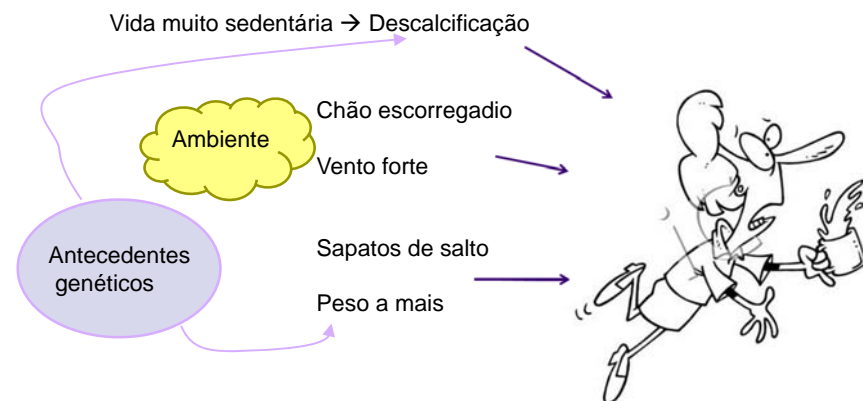 Vida muito sedentária → Descalcificação
Chão escorregadio
Ambiente
Vento forte
Antecedentes
genéticos
Sapatos de salto
Peso a mais